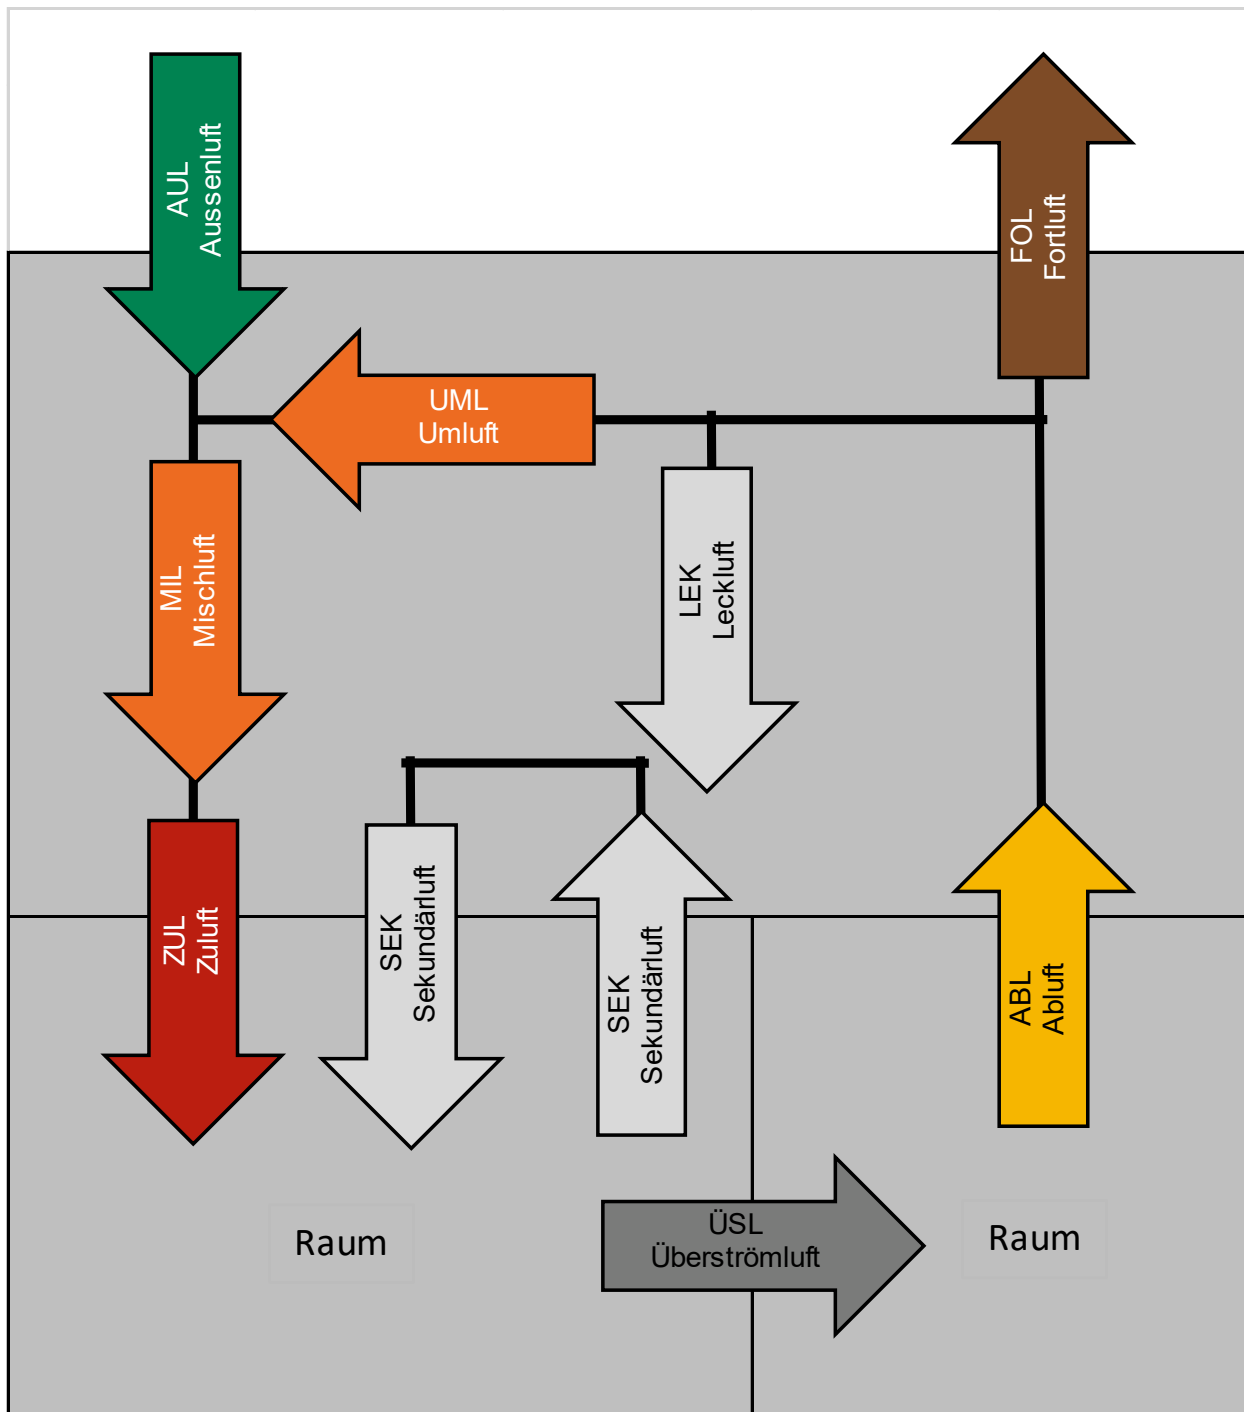 AUL
Aussenluft
FOL
Fortluft
UML
Umluft
MIL
Mischluft
LEK
Leckluft
ZUL
Zuluft
SEK
Sekundärluft
SEK
Sekundärluft
ABL
Abluft
ÜSL
Überströmluft
Raum
Raum